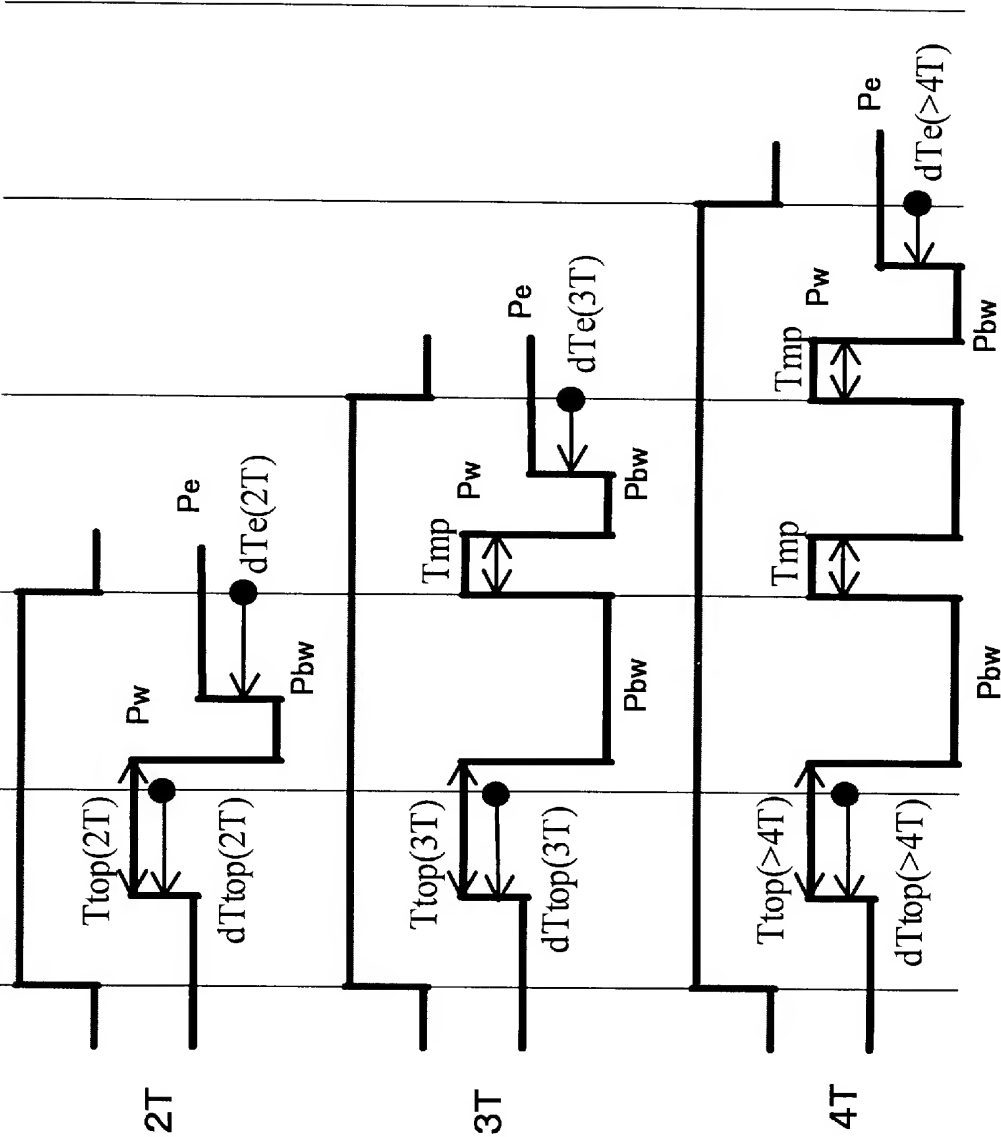 2T
Ttop(2T)
dTtop(2T)
Pw
Pbw
Pe
dTe(2T)
3T
Ttop(3T)
dTtop(3T)
Pbw
Tmp
Pw
Pbw
Pe
dTe(3T)
4T
Ttop(>4T)
dTtop(>4T)
Pbw
Tmp
Tmp
Pw
Pbw
Pe
dTe(>4T)